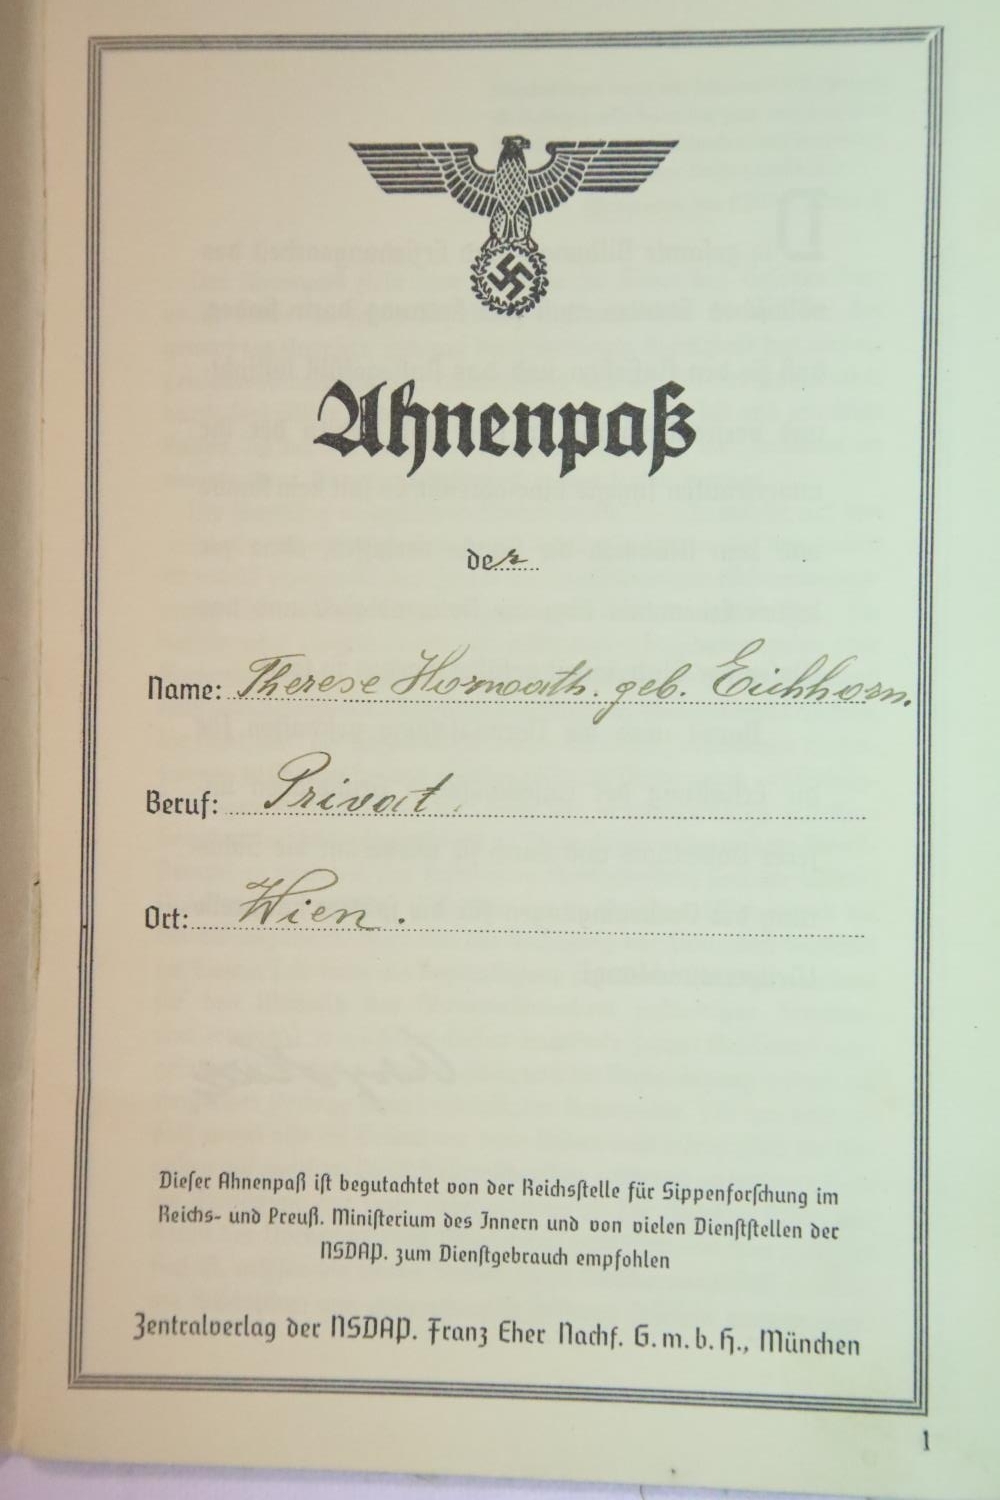 Ahnenpaß
der
Name: Therese Horwath. geb. Eichhorn.
Beruf: Privat.
Ort: Wien.
Dieser Ahnenpaß ist begutachtet von der Reichsstelle für Sippenforschung im
Reichs- und Preuß. Ministerium des Innern und von vielen Dienststellen der
NSDAP. zum Dienstgebrauch empfohlen
Zentralverlag der NSDAP. Franz Eher Nachf. G.m.b.H., München
1